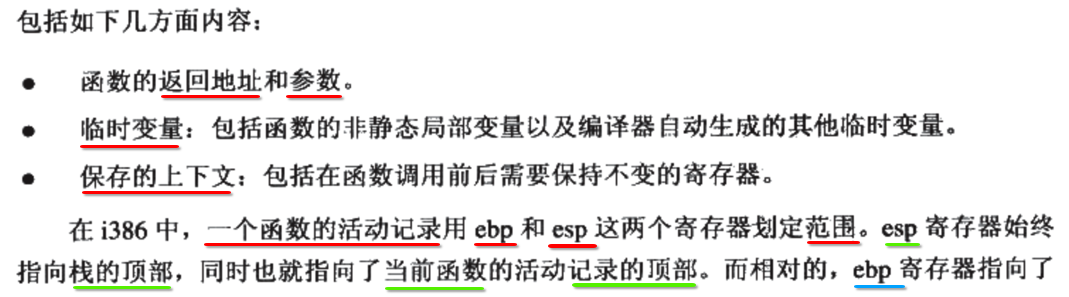 包括如下几方面内容：
● 函数的返回地址和参数。
● 临时变量：包括函数的非静态局部变量以及编译器自动生成的其他临时变量。
● 保存的上下文：包括在函数调用前后需要保持不变的寄存器。
在 i386 中，一个函数的活动记录用 ebp 和 esp 这两个寄存器划定范围。esp 寄存器始终
指向栈的顶部，同时也就指向了当前函数的活动记录的顶部。而相对的，ebp 寄存器指向了